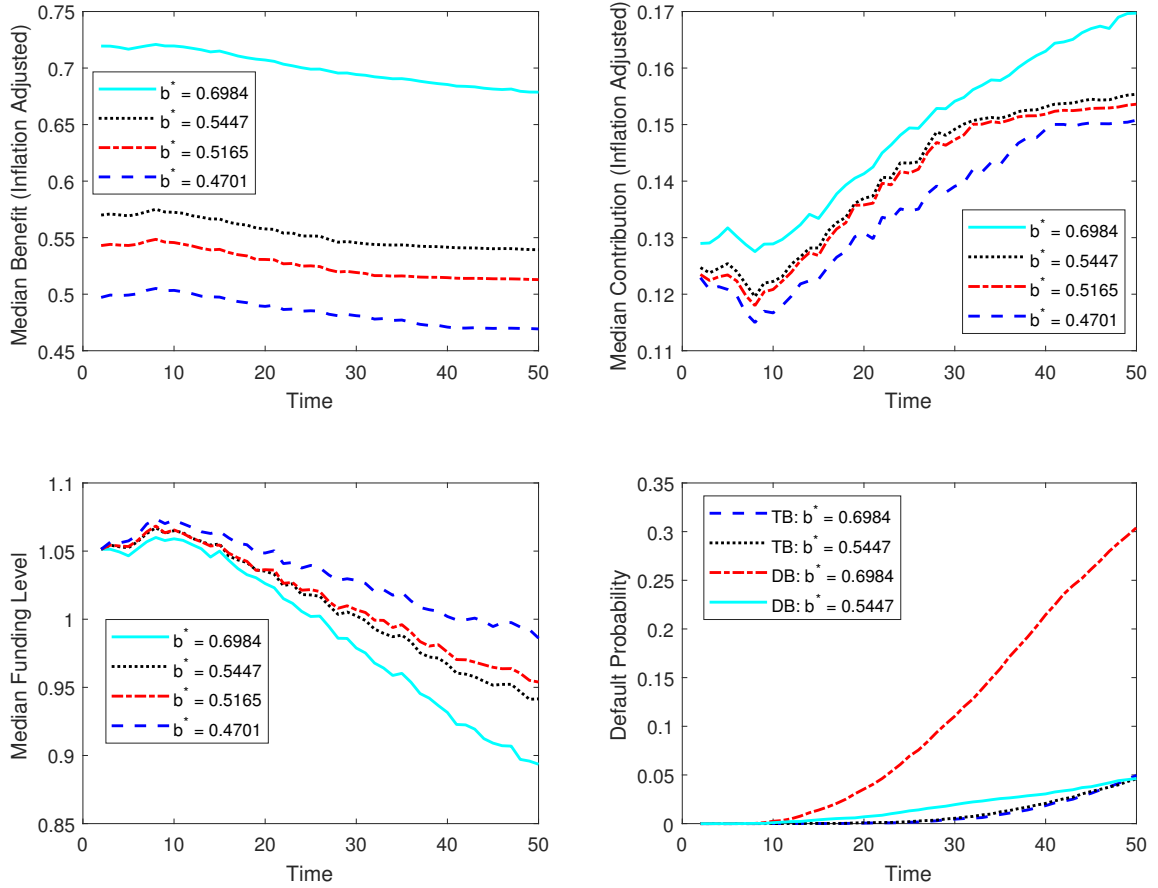 Median Benefit (Inflation Adjusted)
0.75
0.7
0.65
0.6
0.55
0.5
0.45
0
10
20
30
40
50
Time
b* = 0.6984
b* = 0.5447
b* = 0.5165
b* = 0.4701
Median Contribution (Inflation Adjusted)
0.17
0.16
0.15
0.14
0.13
0.12
0.11
0
10
20
30
40
50
Time
b* = 0.6984
b* = 0.5447
b* = 0.5165
b* = 0.4701
Median Funding Level
1.1
1.05
1
0.95
0.9
0.85
0
10
20
30
40
50
Time
b* = 0.6984
b* = 0.5447
b* = 0.5165
b* = 0.4701
Default Probability
0.35
0.3
0.25
0.2
0.15
0.1
0.05
0
0
10
20
30
40
50
Time
TB: b* = 0.6984
TB: b* = 0.5447
DB: b* = 0.6984
DB: b* = 0.5447